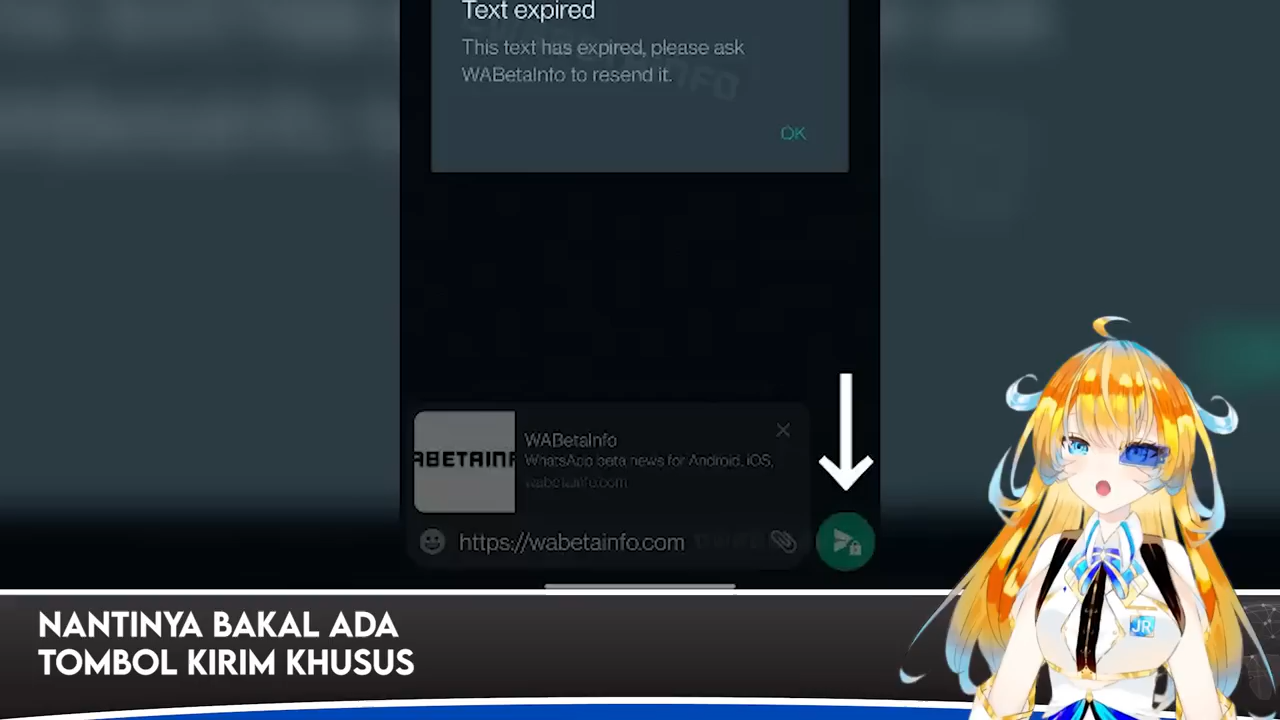 Text expired
This text has expired, please ask
WABetaInfo to resend it.
OK
WABetaInfo
ABETAINF
WhatsApp beta news for Android, iOS,
wabetainfo.com
https://wabetainfo.com
JR
NANTINYA BAKAL ADA
TOMBOL KIRIM KHUSUS